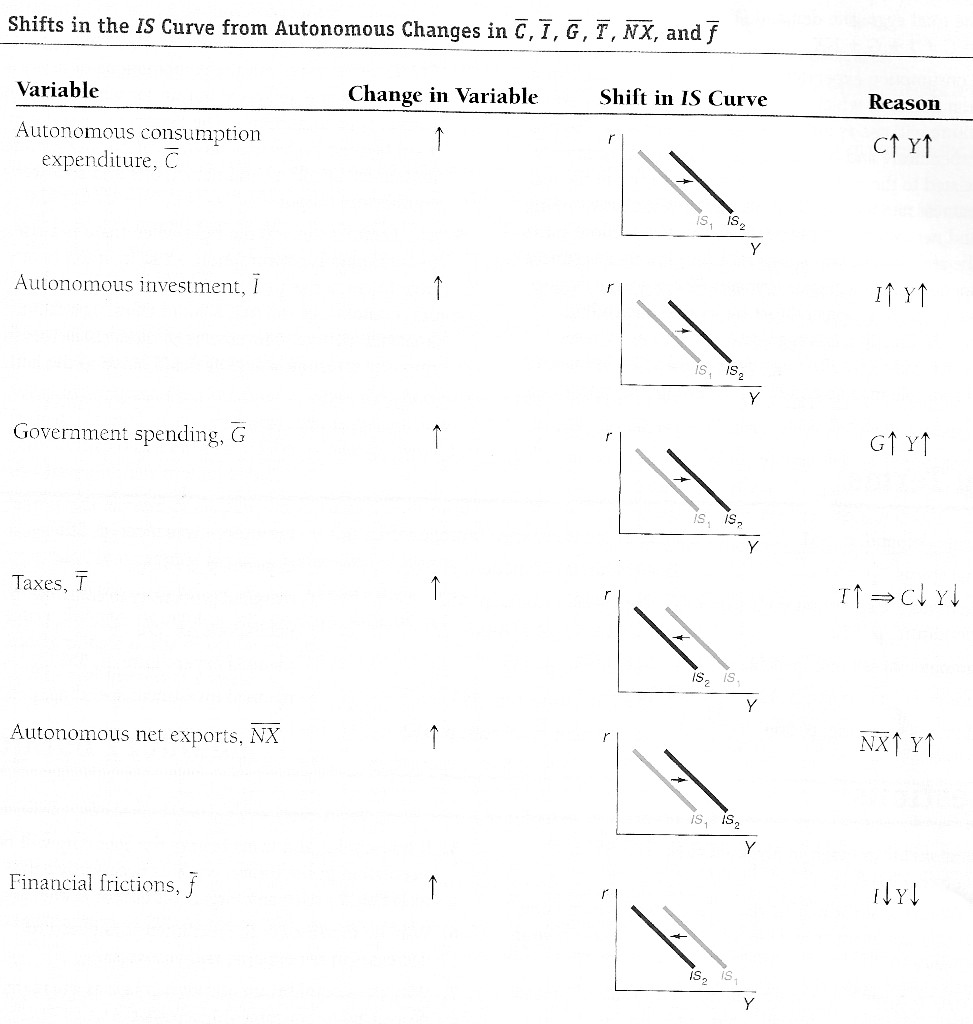 Shifts in the IS Curve from Autonomous Changes in C̅, I̅, G̅, T̅, N̅X̅, and f̅
Variable Change in Variable Shift in IS Curve Reason
Autonomous consumption
expenditure, C̅ ↑ r IS₁ IS₂ Y C↑ Y↑
Autonomous investment, I̅ ↑ r IS₁ IS₂ Y I↑ Y↑
Government spending, G̅ ↑ r IS₁ IS₂ Y G↑ Y↑
Taxes, T̅ ↑ r IS₂ IS₁ Y T↑ ⇒ C↓ Y↓
Autonomous net exports, N̅X̅ ↑ r IS₁ IS₂ Y N̅X̅↑ Y↑
Financial frictions, f̅ ↑ r IS₂ IS₁ Y I↓ Y↓